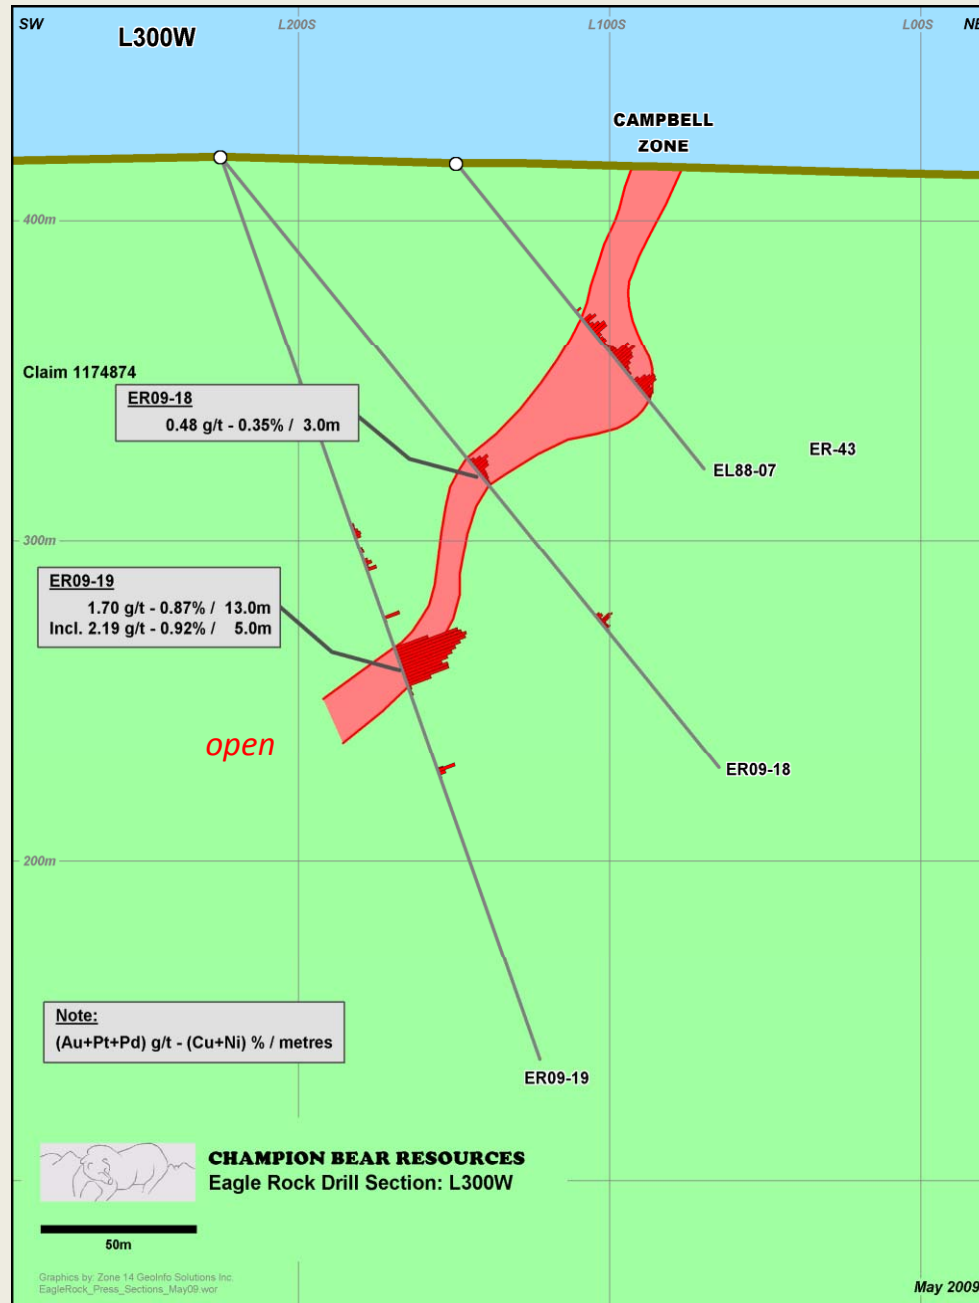 SW
L300W
L200S
L100S
L00S
NE
CAMPBELL
ZONE
400m
Claim 1174874
ER09-18
0.48 g/t - 0.35% / 3.0m
ER-43
EL88-07
300m
ER09-19
1.70 g/t - 0.87% / 13.0m
Incl. 2.19 g/t - 0.92% / 5.0m
open
ER09-18
200m
Note:
(Au+Pt+Pd) g/t - (Cu+Ni) % / metres
ER09-19
CHAMPION BEAR RESOURCES
Eagle Rock Drill Section: L300W
50m
Graphics by: Zone 14 GeoInfo Solutions Inc.
EagleRock_Press_Sections_May09.wor
May 2009